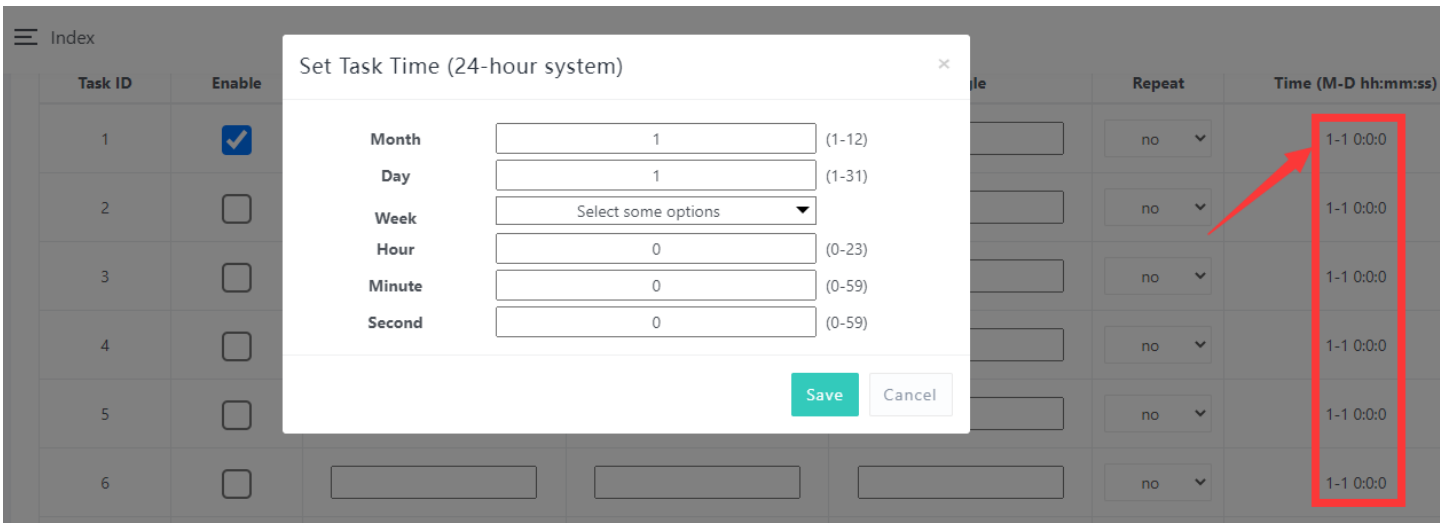 Index
Set Task Time (24-hour system) ×
Task ID Enable gle Repeat Time (M-D hh:mm:ss)
Month 1 (1-12)
1 no 1-1 0:0:0
Day 1 (1-31)
2 Week Select some options no 1-1 0:0:0
Hour 0 (0-23)
3 Minute 0 (0-59) no 1-1 0:0:0
Second 0 (0-59)
4 no 1-1 0:0:0
Save Cancel
5 no 1-1 0:0:0
6 no 1-1 0:0:0